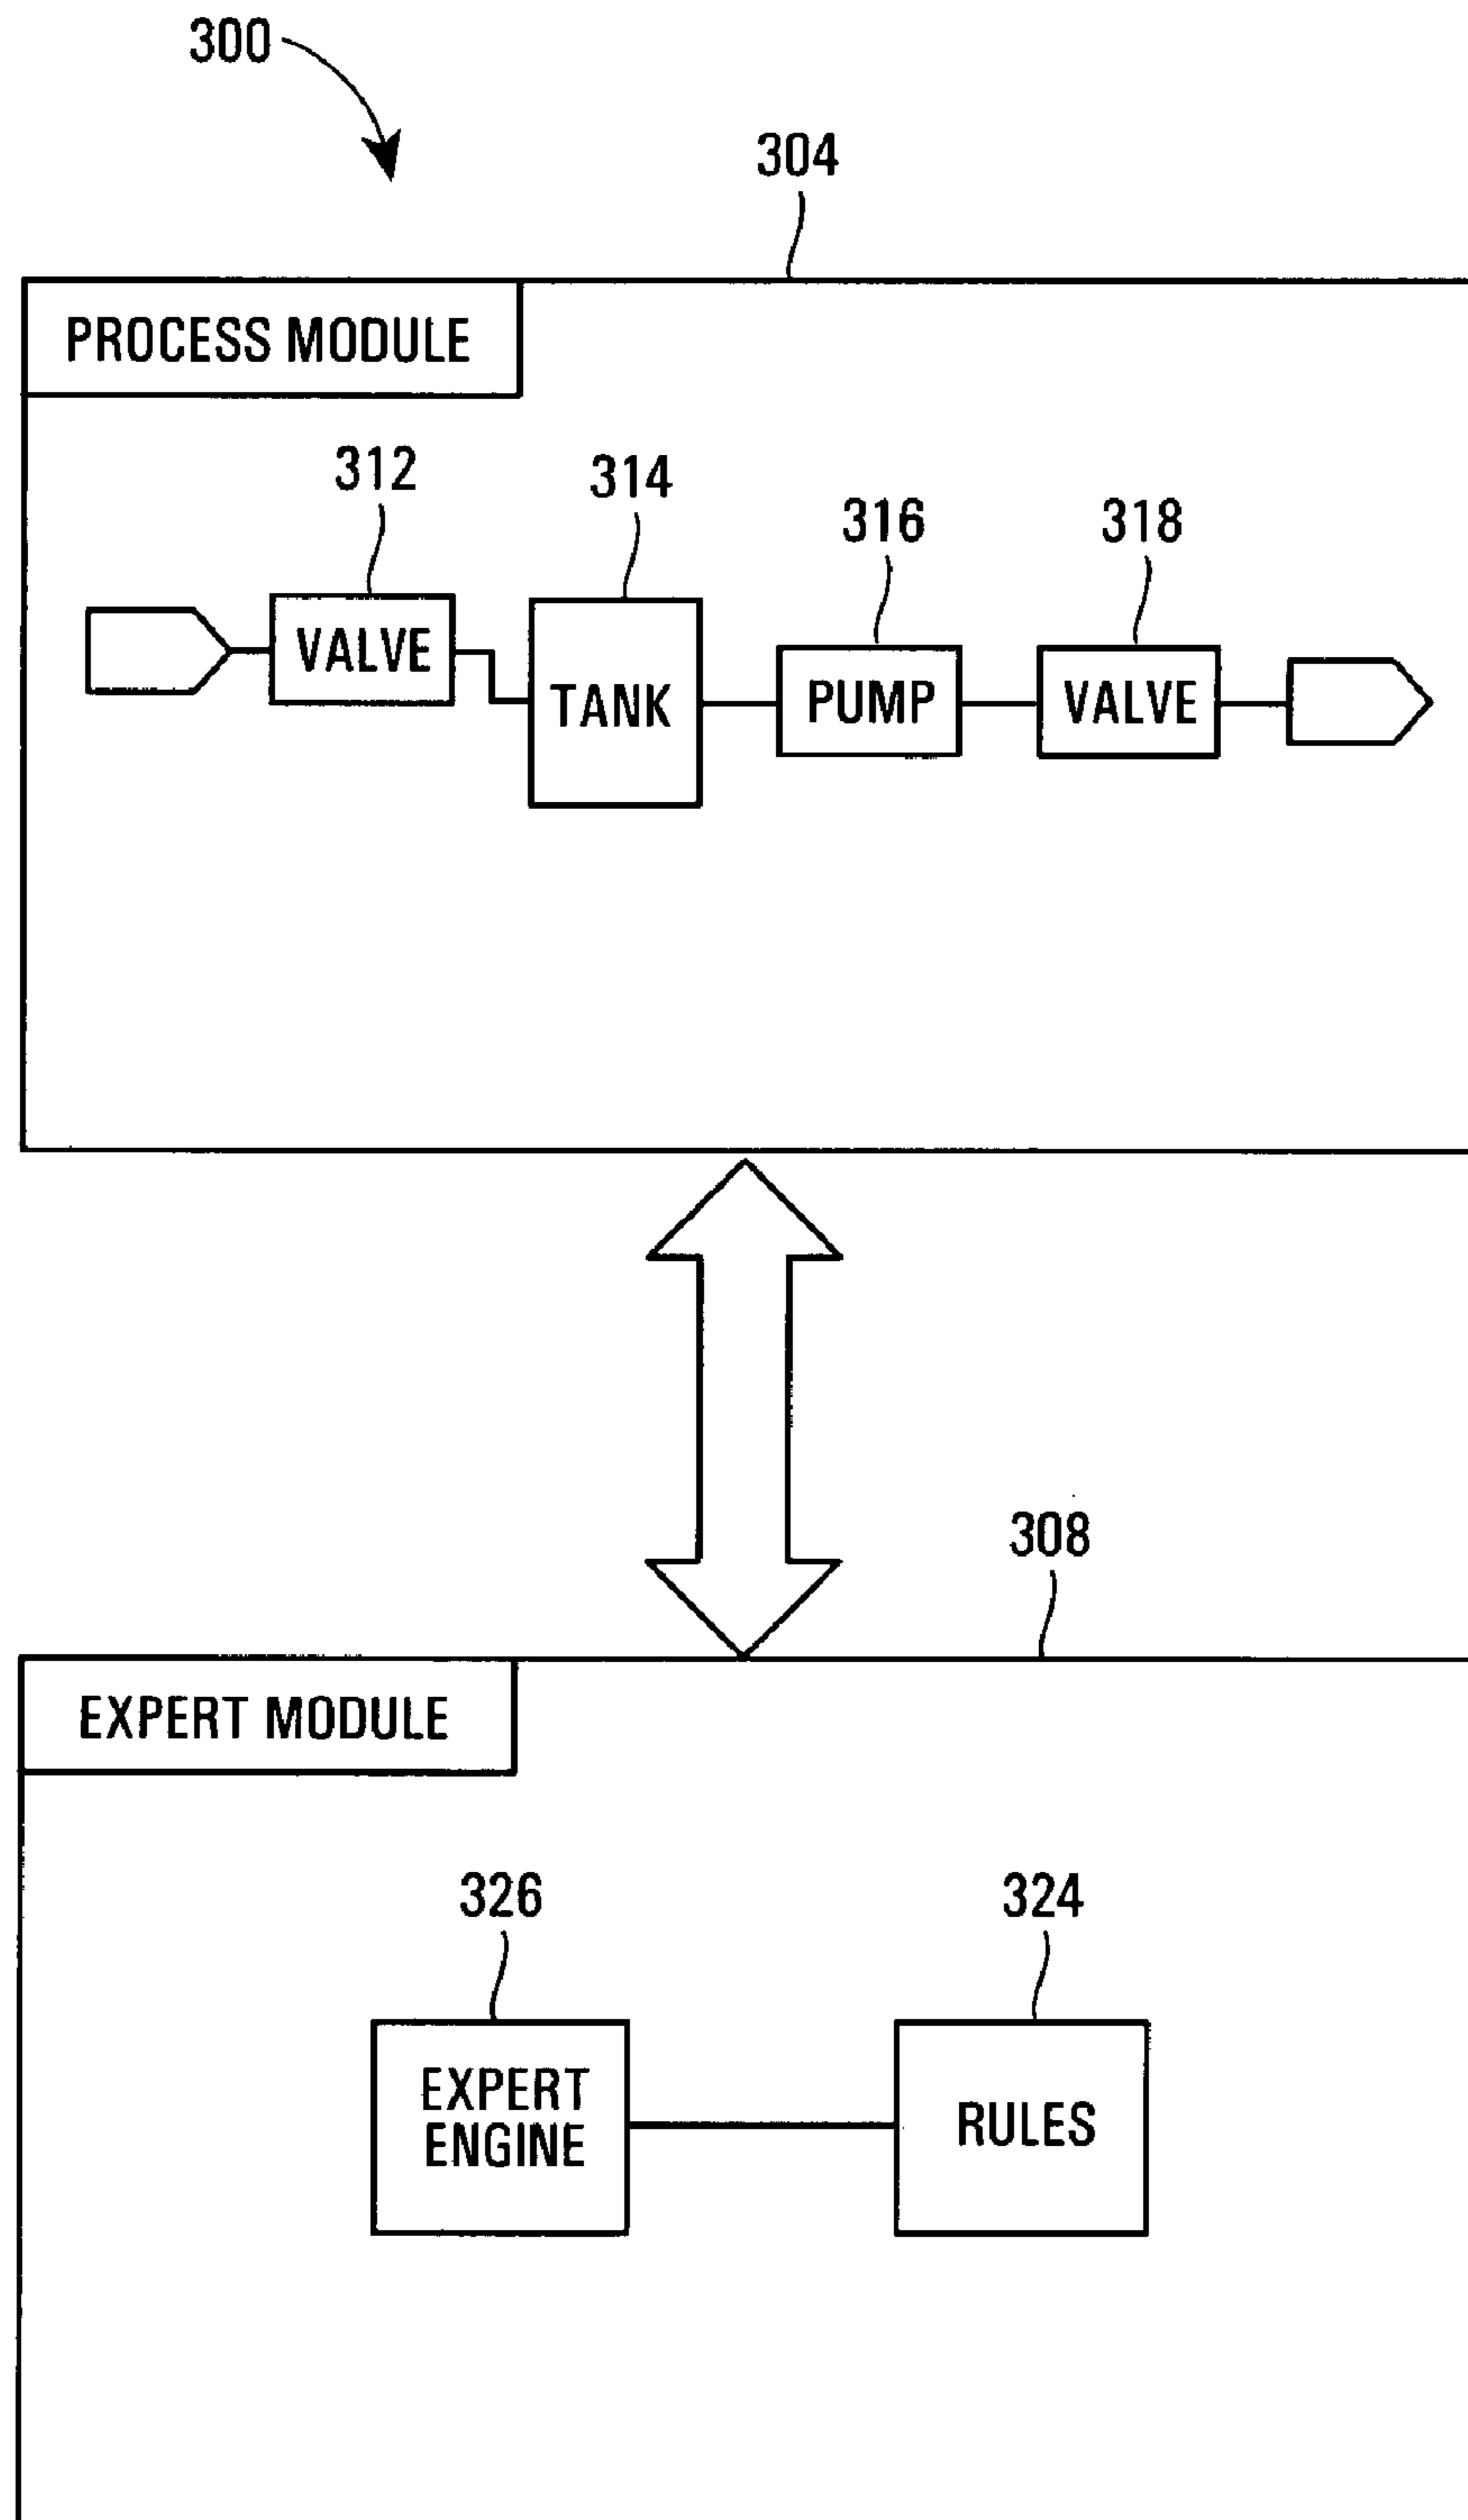 300
304
PROCESS MODULE
312
314
316
318
VALVE
TANK
PUMP
VALVE
308
EXPERT MODULE
326
324
EXPERT
ENGINE
RULES